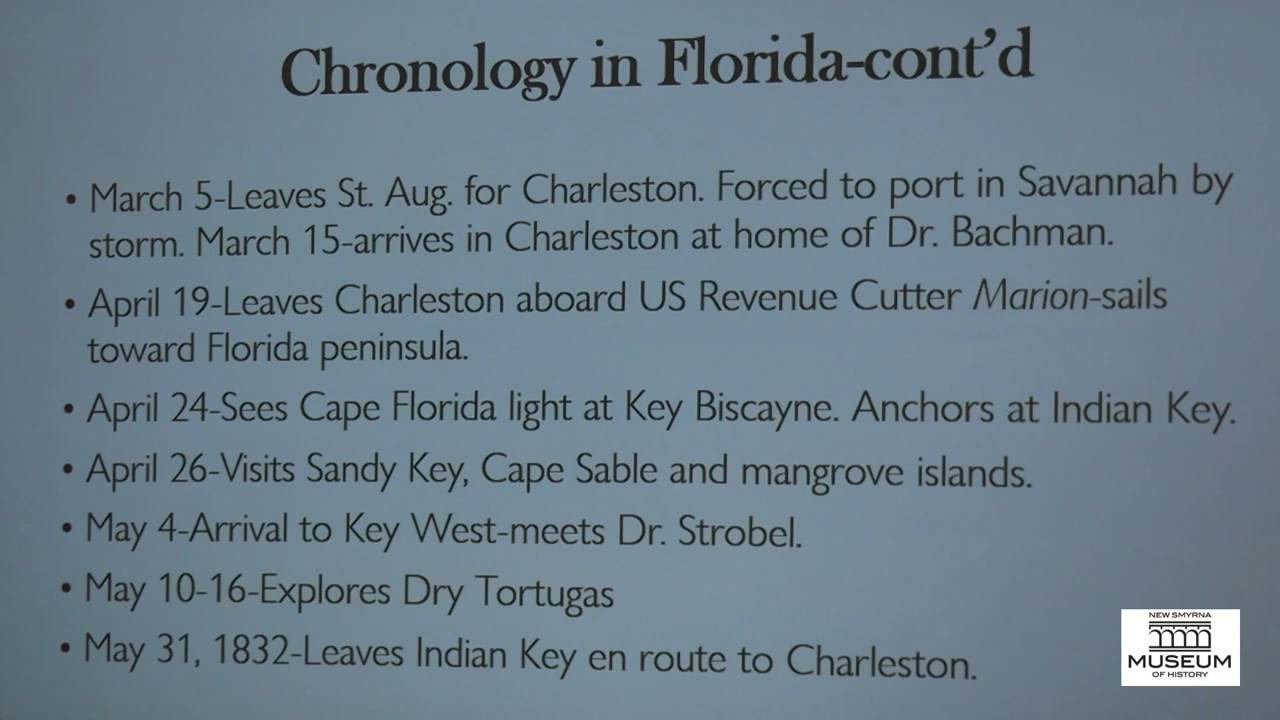 Chronology in Florida-cont'd
• March 5-Leaves St. Aug. for Charleston. Forced to port in Savannah by
storm. March 15-arrives in Charleston at home of Dr. Bachman.
• April 19-Leaves Charleston aboard US Revenue Cutter Marion-sails
toward Florida peninsula.
• April 24-Sees Cape Florida light at Key Biscayne. Anchors at Indian Key.
• April 26-Visits Sandy Key, Cape Sable and mangrove islands.
• May 4-Arrival to Key West-meets Dr. Strobel.
• May 10-16-Explores Dry Tortugas
• May 31, 1832-Leaves Indian Key en route to Charleston.
NEW SMYRNA
MUSEUM
OF HISTORY